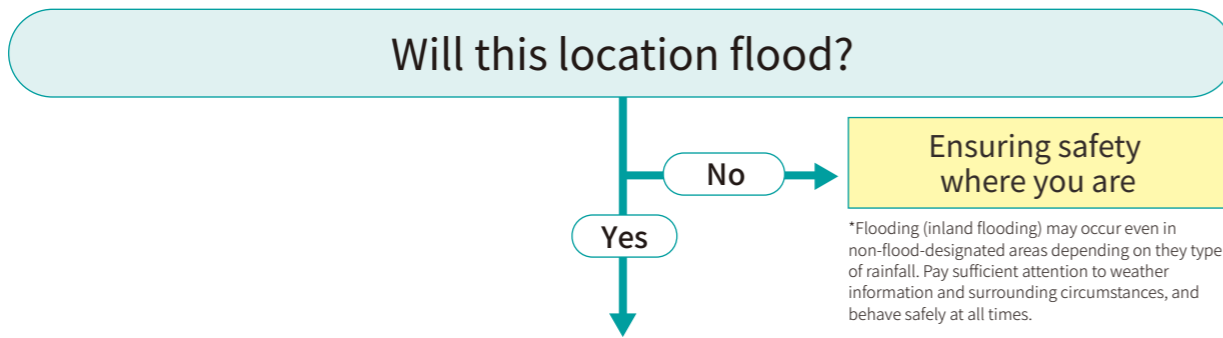 Will this location flood?
No
Ensuring safety
where you are
Yes
*Flooding (inland flooding) may occur even in
non-flood-designated areas depending on they type
of rainfall. Pay sufficient attention to weather
information and surrounding circumstances, and
behave safely at all times.